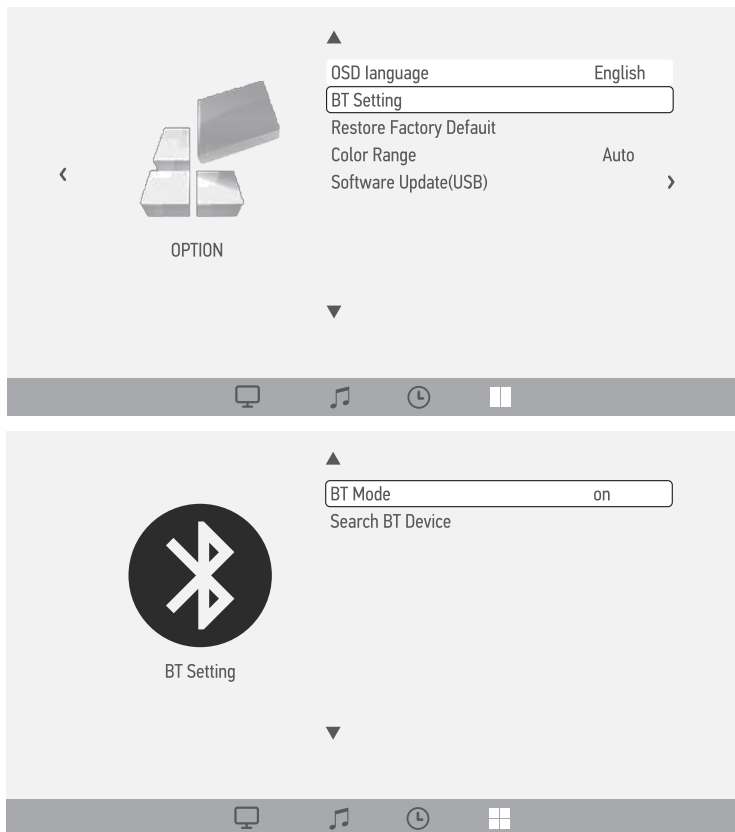 OSD language English
BT Setting
Restore Factory Default
Color Range Auto
Software Update(USB)
OPTION
BT Mode on
Search BT Device
BT Setting